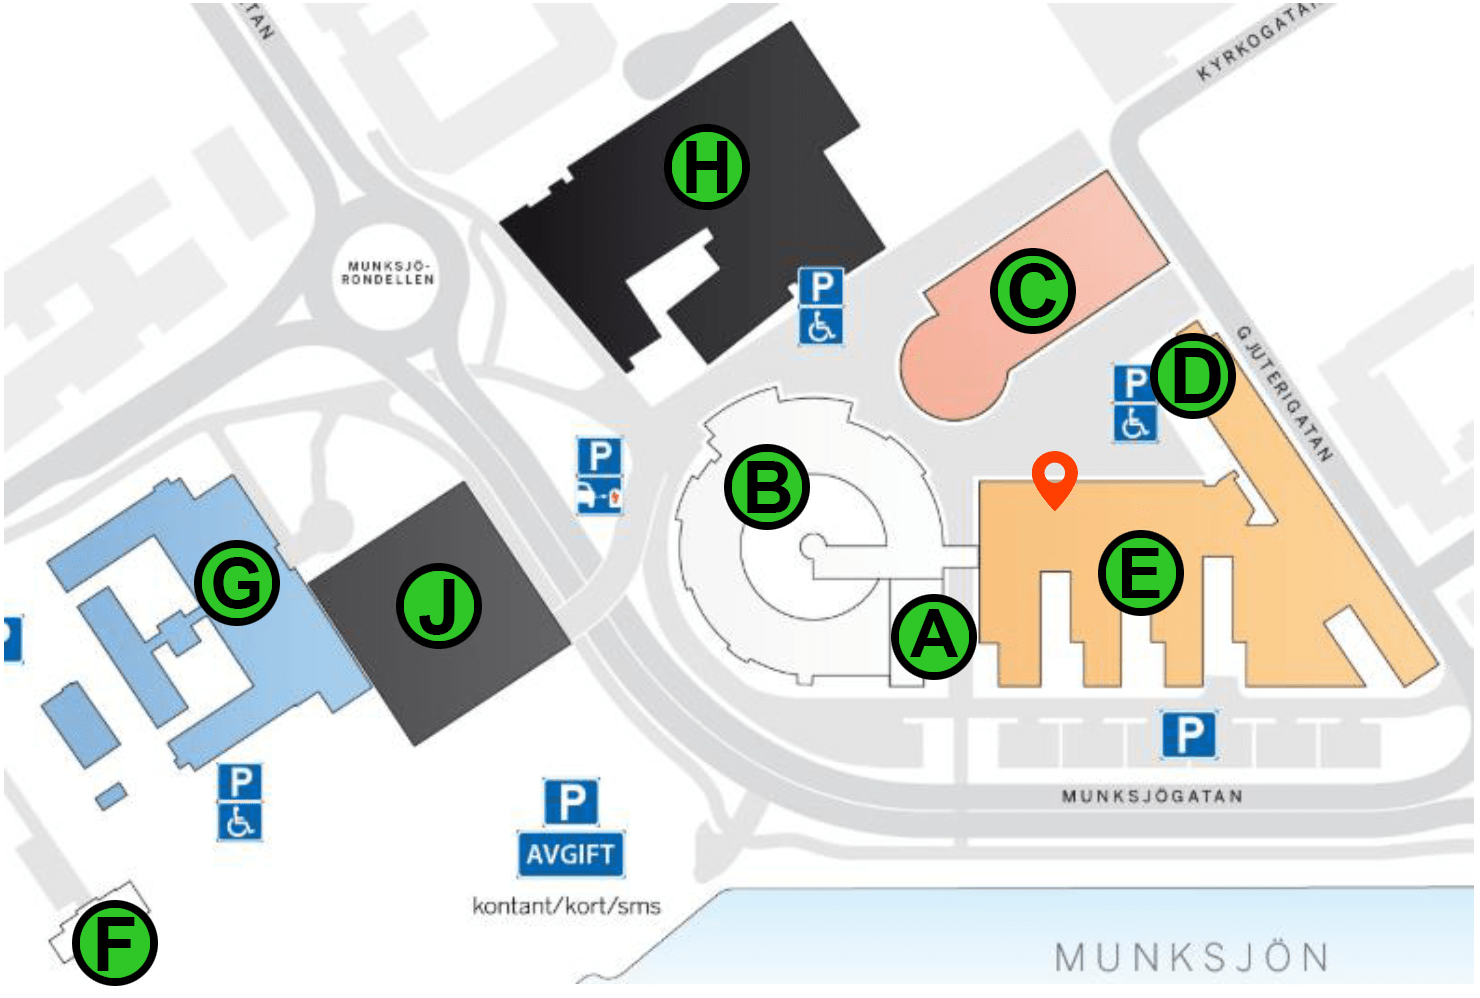 TAN
KYRKOGATAN
H
MUNKSJÖ-
RONDELLEN
P
C
GJUTERIGATAN
P
D
P
B
G
J
E
A
P
P
P
MUNKSJÖGATAN
AVGIFT
kontant/kort/sms
F
MUNKSJÖN